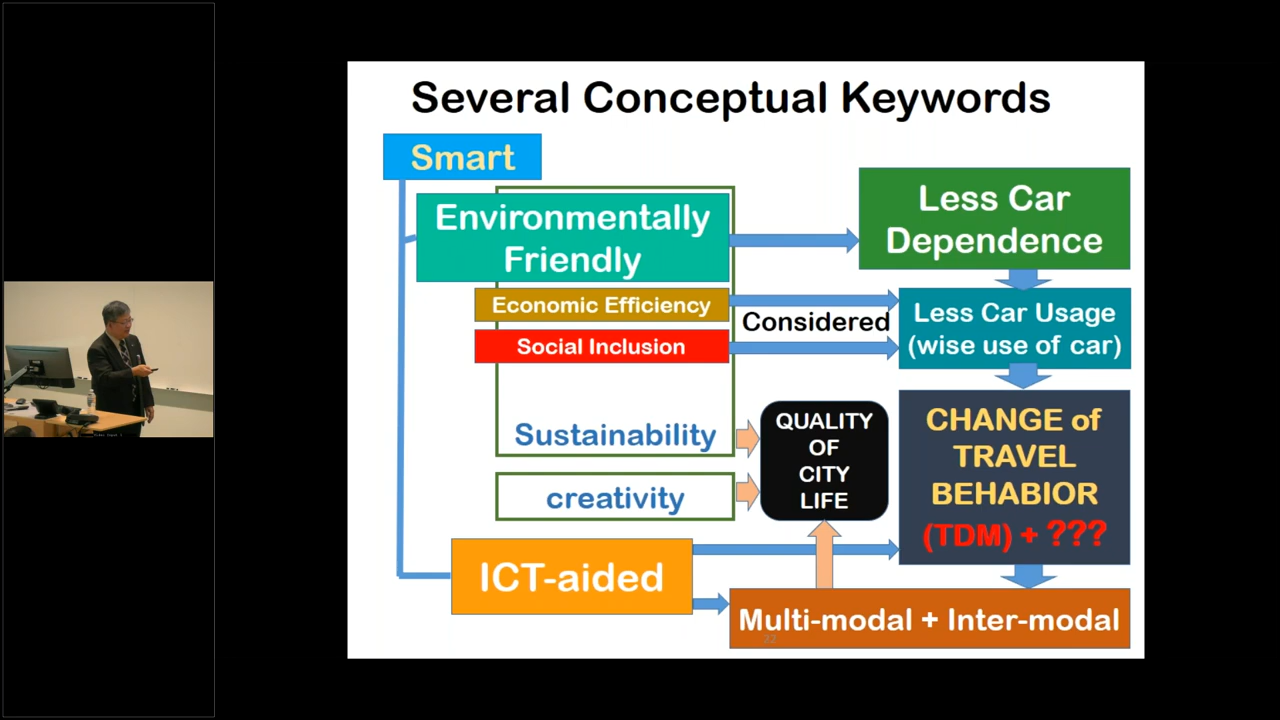 Several Conceptual Keywords
Smart
Environmentally
Friendly
Economic Efficiency
Social Inclusion
Sustainability
creativity
ICT-aided
Considered
QUALITY
OF
CITY
LIFE
Less Car
Dependence
Less Car Usage
(wise use of car)
CHANGE of
TRAVEL
BEHABIOR
(TDM) + ???
Multi-modal + Inter-modal
22